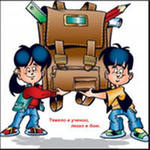 Тяжело в учении,
легко в бою.